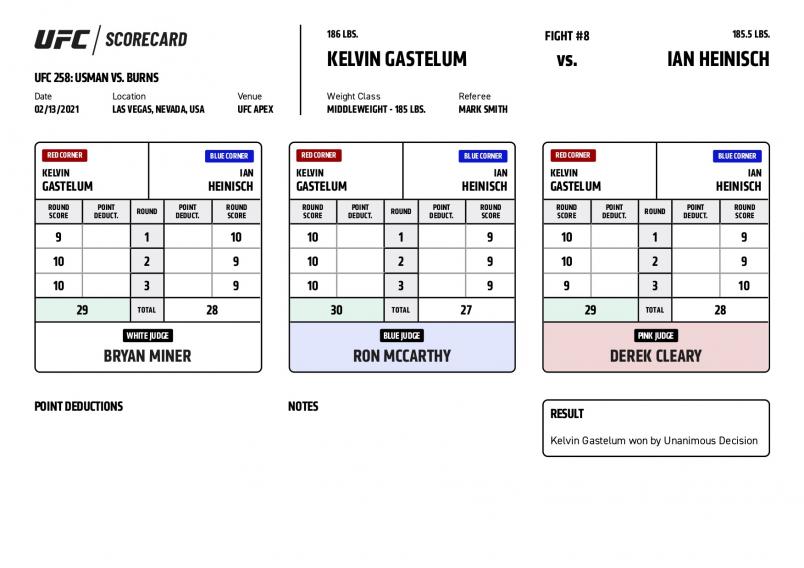 UFC / SCORECARD
UFC 258: USMAN VS. BURNS
Date Location Venue
02/13/2021 LAS VEGAS, NEVADA, USA UFC APEX
186 LBS. FIGHT #8 185.5 LBS.
KELVIN GASTELUM VS. IAN HEINISCH
Weight Class Referee
MIDDLEWEIGHT - 185 LBS. MARK SMITH
RED CORNER BLUE CORNER
KELVIN IAN
GASTELUM HEINISCH
ROUND SCORE POINT DEDUCT. ROUND POINT DEDUCT. ROUND SCORE
9 1 10
10 2 9
10 3 9
29 TOTAL 28
WHITE JUDGE
BRYAN MINER
RED CORNER BLUE CORNER
KELVIN IAN
GASTELUM HEINISCH
ROUND SCORE POINT DEDUCT. ROUND POINT DEDUCT. ROUND SCORE
10 1 9
10 2 9
10 3 9
30 TOTAL 27
BLUE JUDGE
RON MCCARTHY
RED CORNER BLUE CORNER
KELVIN IAN
GASTELUM HEINISCH
ROUND SCORE POINT DEDUCT. ROUND POINT DEDUCT. ROUND SCORE
10 1 9
10 2 9
9 3 10
29 TOTAL 28
PINK JUDGE
DEREK CLEARY
POINT DEDUCTIONS
NOTES
RESULT
Kelvin Gastelum won by Unanimous Decision